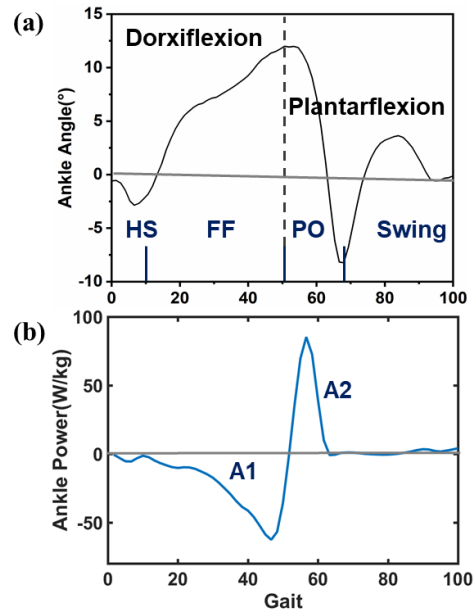 (a)
Ankle Angle(°)
15
10
5
0
-5
-10
Dorxiflexion
Plantarflexion
HS FF PO Swing
0 20 40 60 80 100
(b)
Ankle Power(W/kg)
100
50
0
-50
A2
A1
0 20 40 60 80 100
Gait